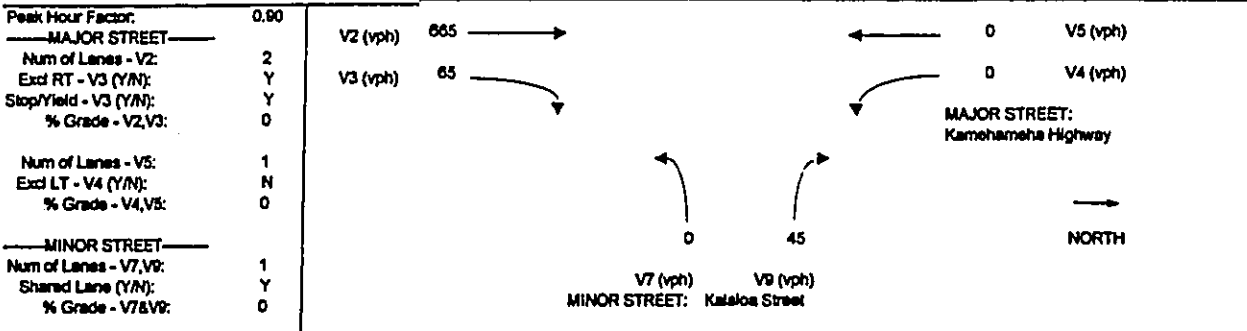 Peak Hour Factor: 0.90
MAJOR STREET
Num of Lanes - V2: 2
Excl RT - V3 (Y/N): Y
Stop/Yield - V3 (Y/N): Y
% Grade - V2,V3: 0
Num of Lanes - V5: 1
Excl LT - V4 (Y/N): N
% Grade - V4,V5: 0
MINOR STREET
Num of Lanes - V7,V9: 1
Shared Lane (Y/N): Y
% Grade - V7&V9: 0
V2 (vph) 665
V3 (vph) 65
0 V5 (vph)
0 V4 (vph)
MAJOR STREET:
Kamehameha Highway
NORTH
0 45
V7 (vph) V9 (vph)
MINOR STREET: Kalaloa Street